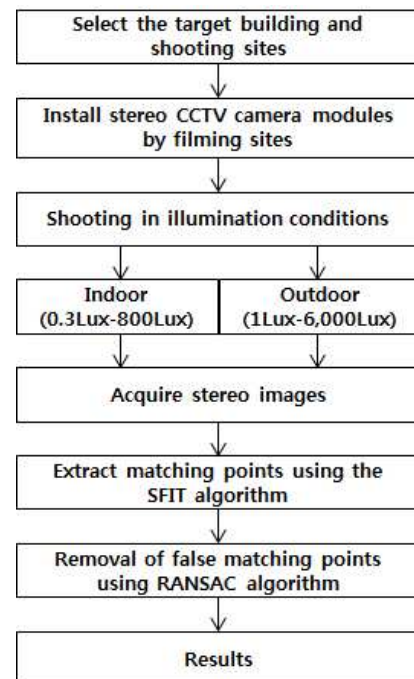 Select the target building and
shooting sites
Install stereo CCTV camera modules
by filming sites
Shooting in illumination conditions
Indoor
(0.3Lux-800Lux)
Outdoor
(1Lux-6,000Lux)
Acquire stereo images
Extract matching points using the
SFIT algorithm
Removal of false matching points
using RANSAC algorithm
Results